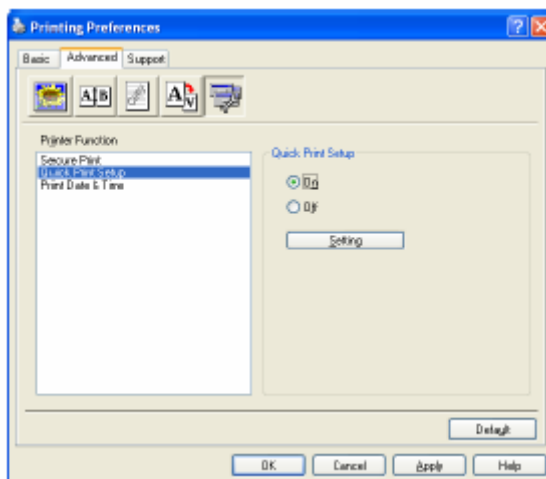 Printing Preferences
Basic
Advanced
Support
A B
A V
Printer Function
Secure Print
Quick Print Setup
Print Date & Time
Quick Print Setup
On
Off
Setting
Default
OK
Cancel
Apply
Help